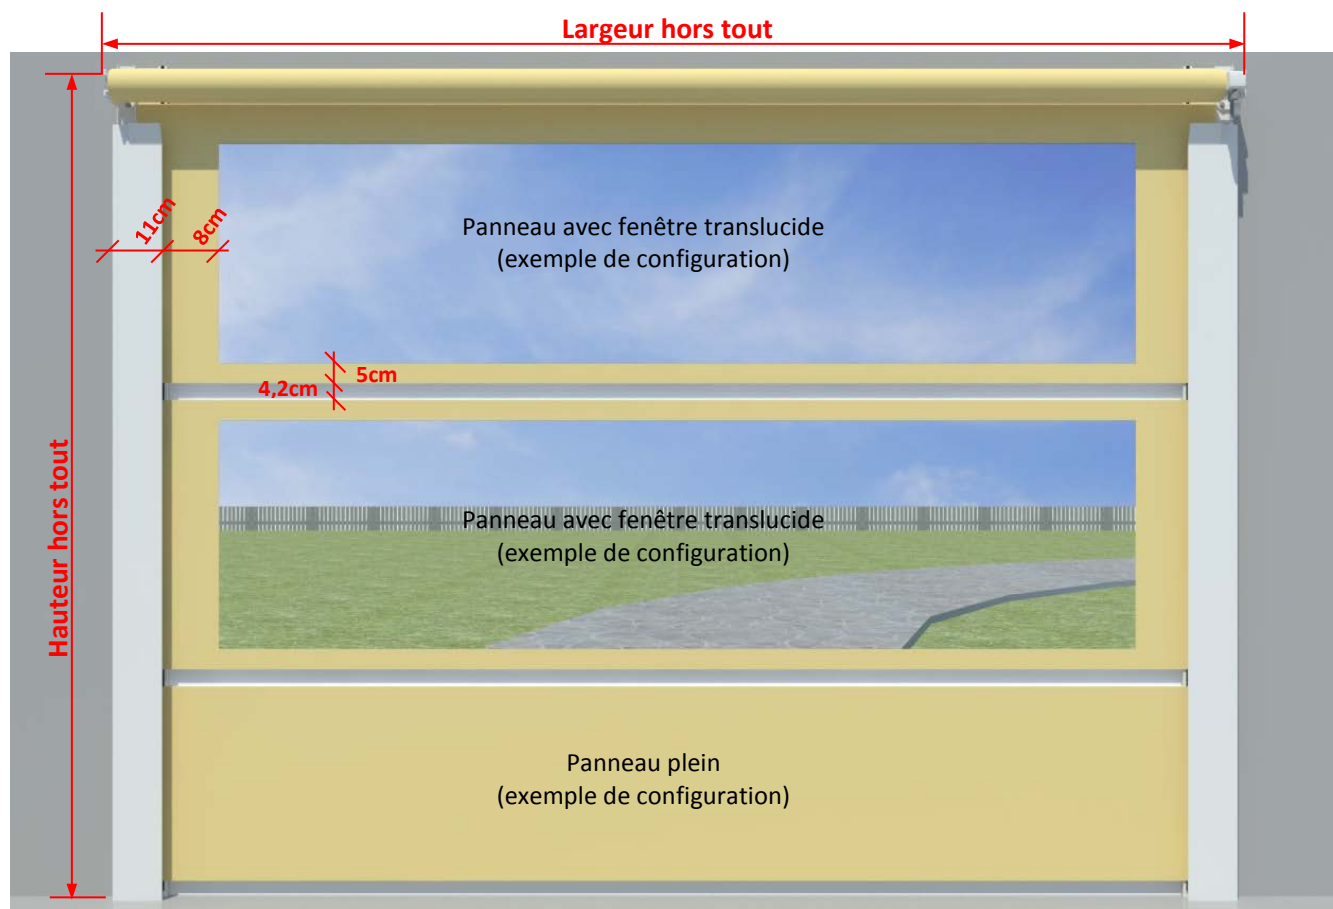 Largeur hors tout
11cm
8cm
Panneau avec fenêtre translucide
(exemple de configuration)
5cm
4,2cm
Hauteur hors tout
Panneau avec fenêtre translucide
(exemple de configuration)
Panneau plein
(exemple de configuration)